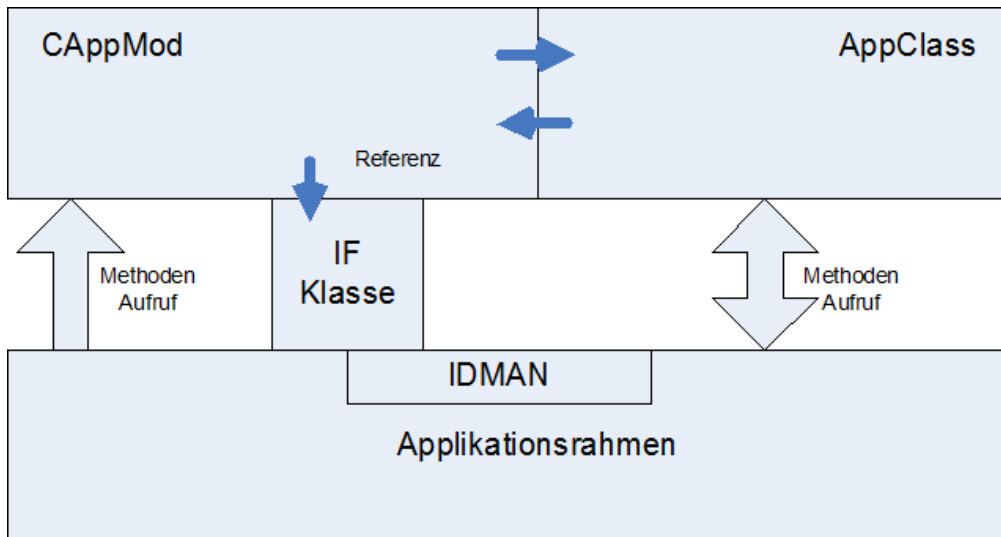 CAppMod
AppClass
Referenz
IF
Klasse
Methoden
Aufruf
Methoden
Aufruf
IDMAN
Applikationsrahmen